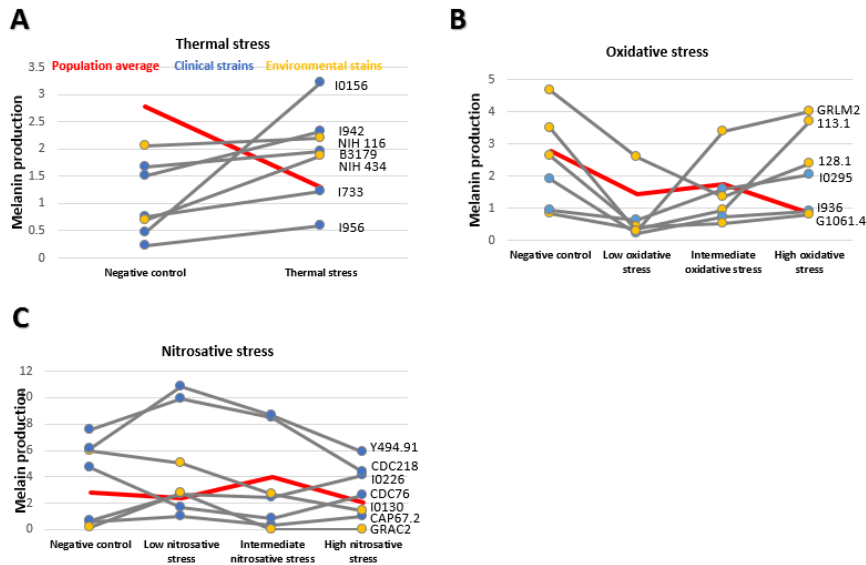 A
Thermal stress
Population average Clinical strains Environmental stains
Melanin production
3.5
3
2.5
2
1.5
1
0.5
0
I0156
I942
NIH 116
B3179
NIH 434
I733
I956
Negative control
Thermal stress
B
Oxidative stress
Melanin production
5
4
3
2
1
0
GRLM2
113.1
128.1
I0295
I936
G1061.4
Negative control
Low oxidative
stress
Intermediate
oxidative stress
High oxidative
stress
C
Nitrosative stress
Melain production
12
0
8
6
4
2
0
Y494.91
CDC218
I0226
CDC76
I0130
CAP67.2
GRAC2
Negative control
Low nitrosative
stress
Intermediate
nitrosative stress
High nitrosative
stress